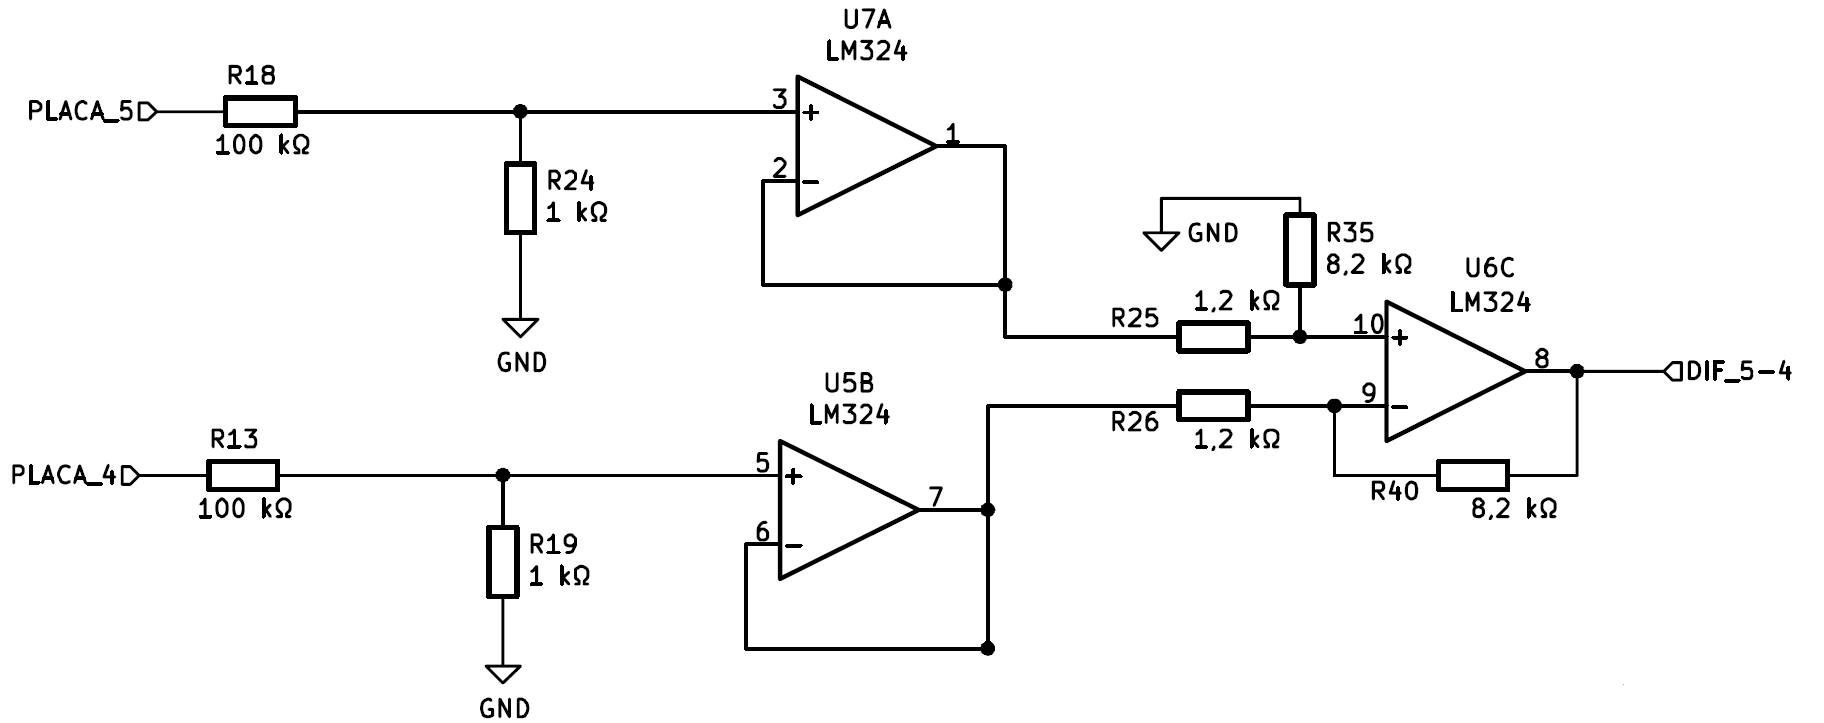 U7A
LM324
R18
PLACA_5
100 kΩ
3
+
2
−
1
R24
1 kΩ
GND
GND
R35
8,2 kΩ
1,2 kΩ
R25
U6C
LM324
10
+
9
−
8
DIF_5-4
R26
1,2 kΩ
R40
8,2 kΩ
U5B
LM324
R13
PLACA_4
100 kΩ
5
+
6
−
7
R19
1 kΩ
GND